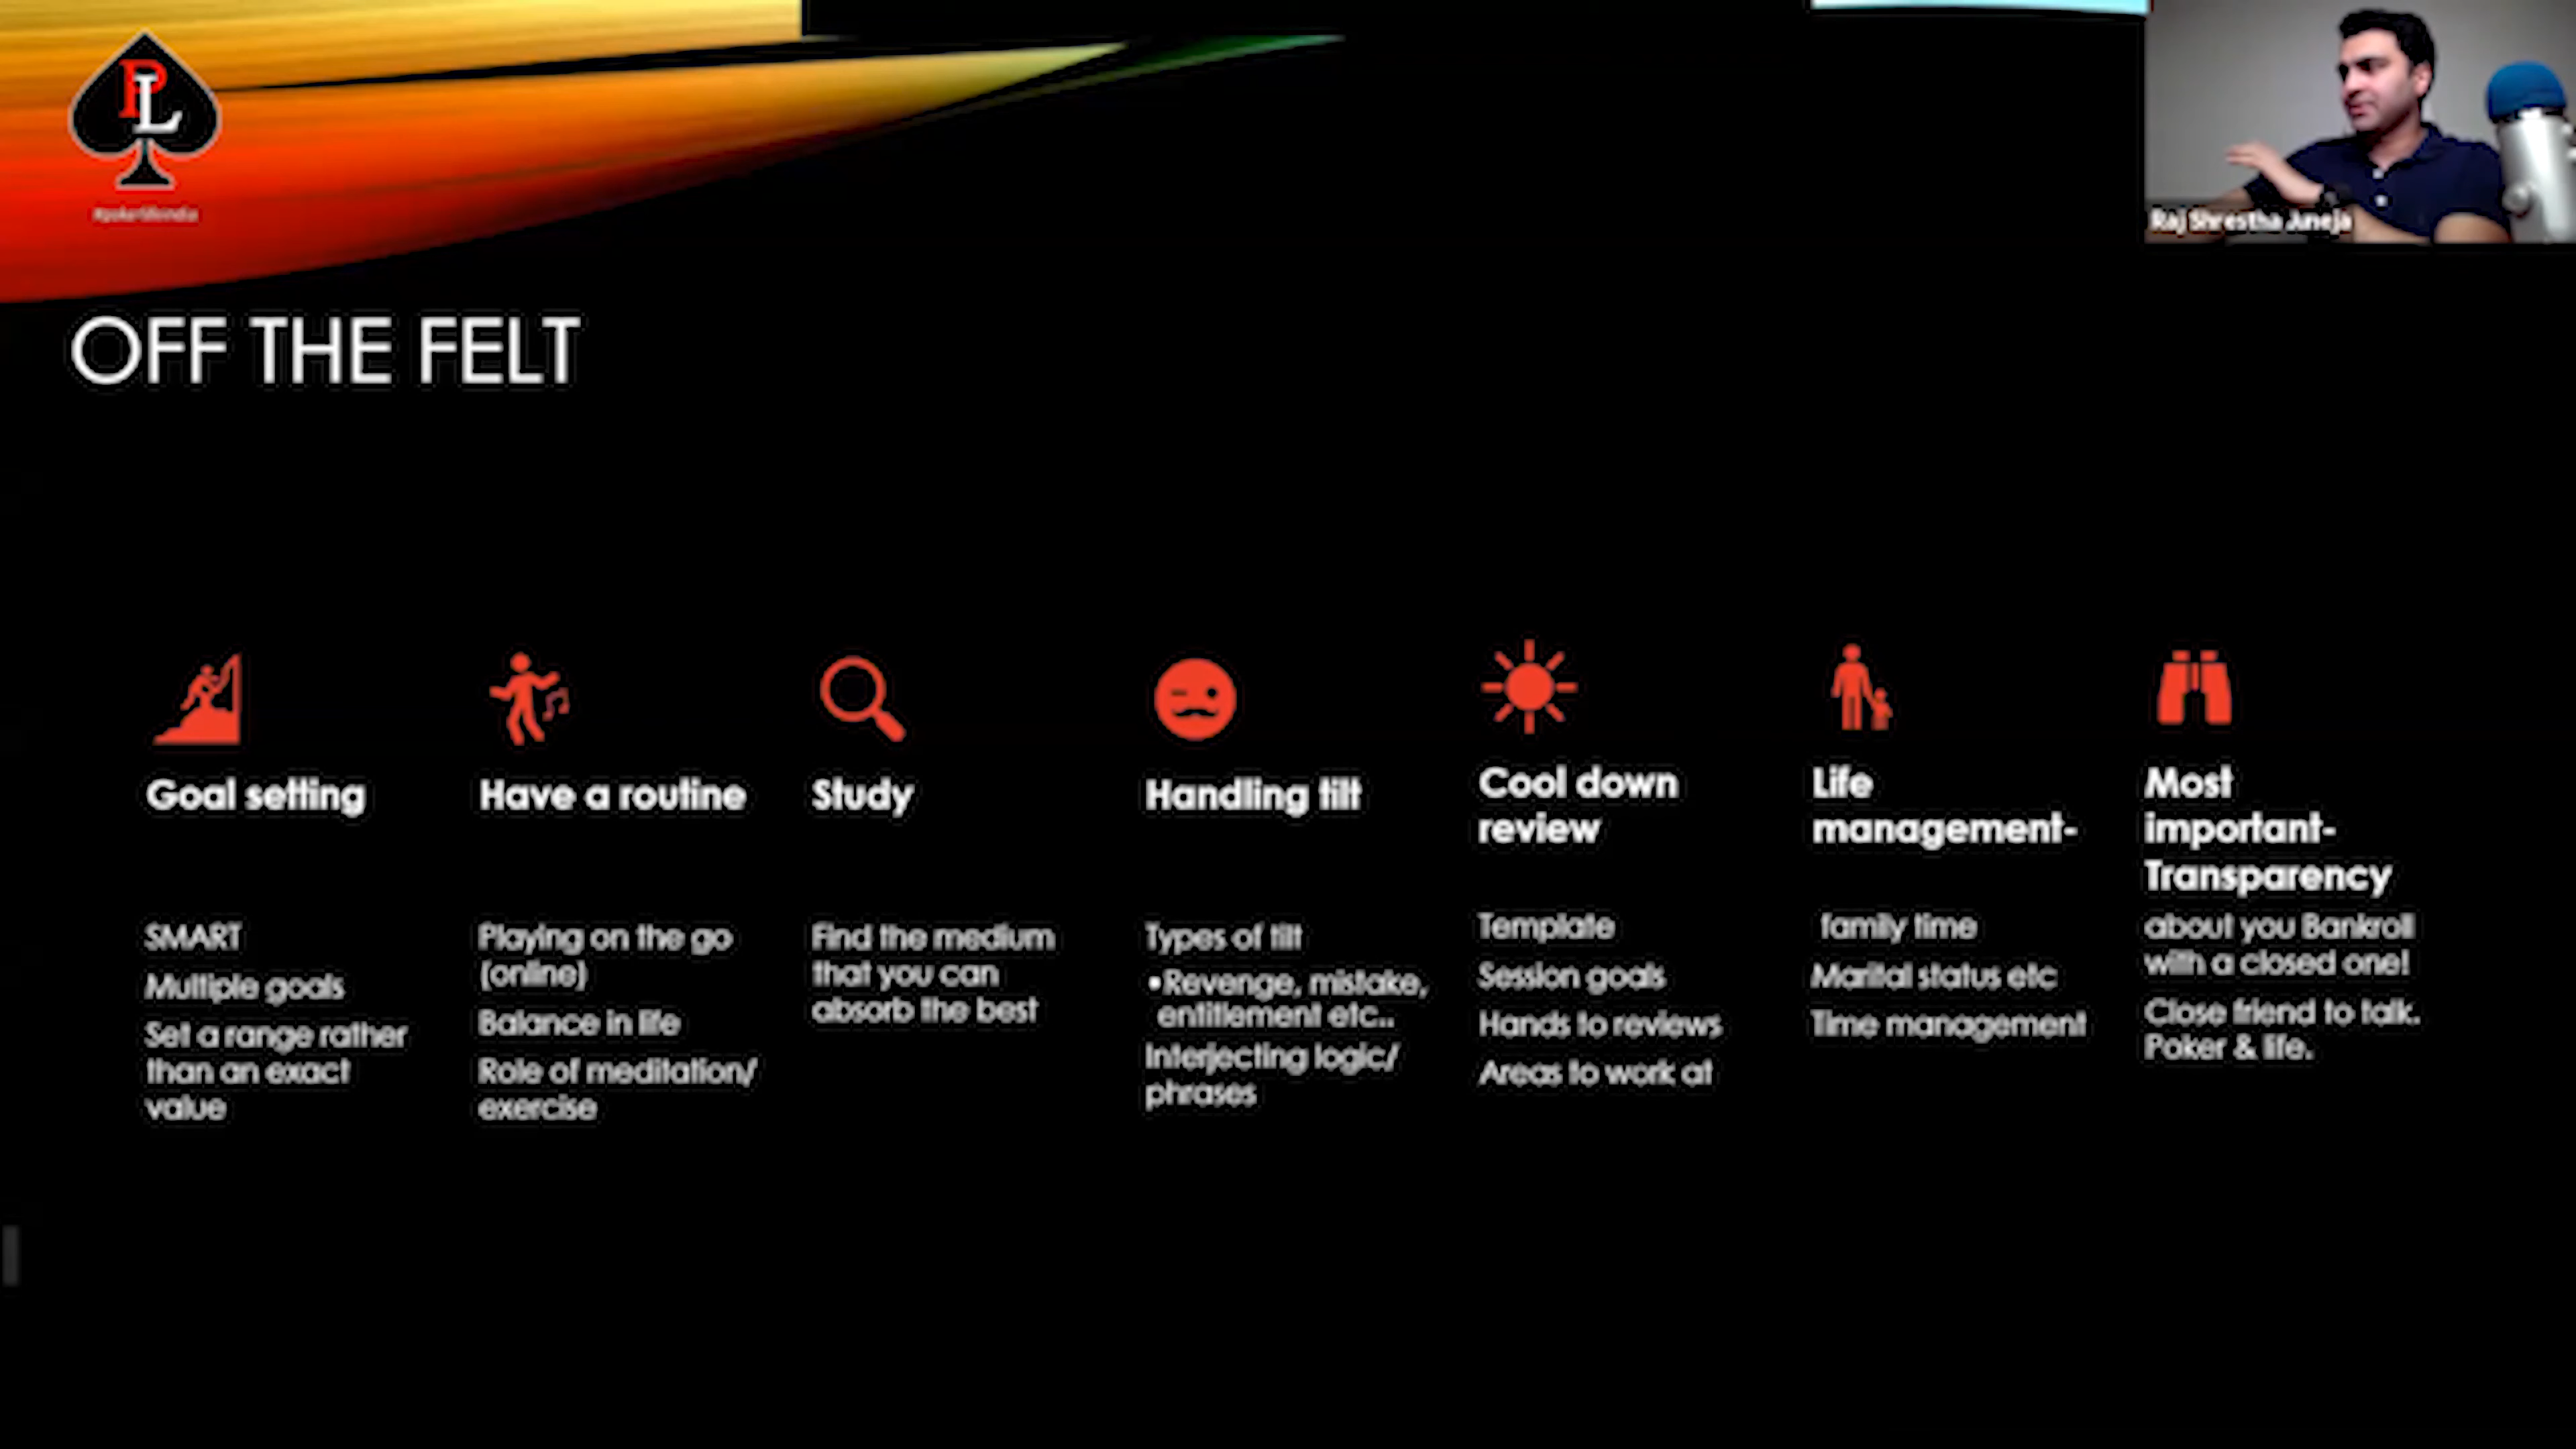 PL
#pokerlifeindia
Raj Shrestha Juneja
OFF THE FELT
Goal setting
SMART
Multiple goals
Set a range rather
than an exact
value
Have a routine
Playing on the go
(online)
Balance in life
Role of meditation/
exercise
Study
Find the medium
that you can
absorb the best
Handling tilt
Types of tilt
•Revenge, mistake,
entitlement etc..
Interjecting logic/
phrases
Cool down
review
Template
Session goals
Hands to reviews
Areas to work at
Life
management-
family time
Marital status etc
Time management
Most
important-
Transparency
about you Bankroll
with a closed one!
Close friend to talk.
Poker & life.